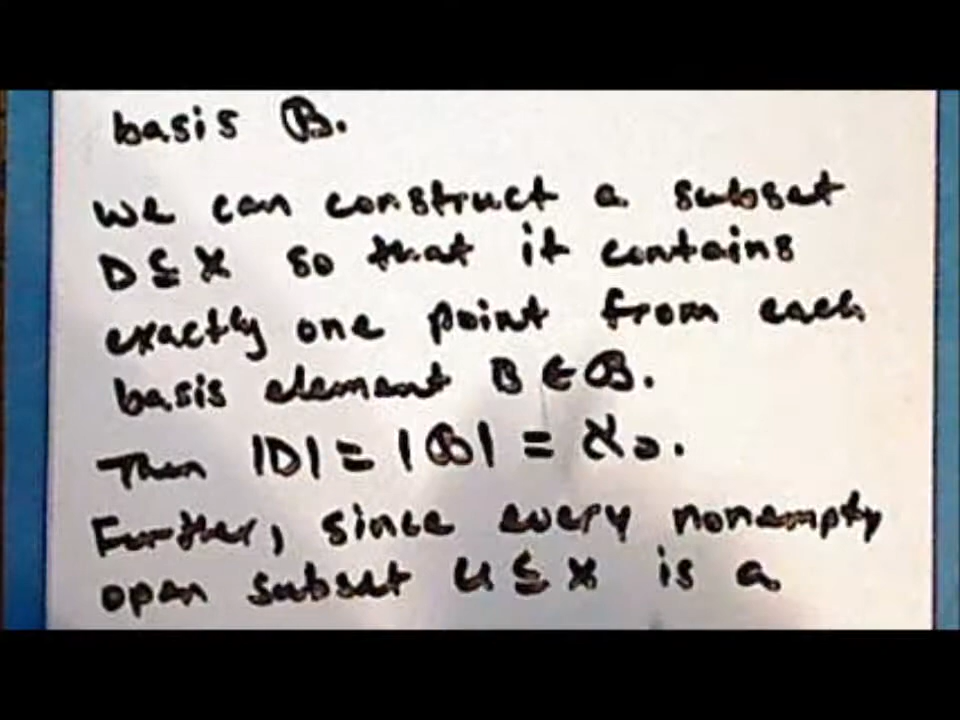 basis ℬ.
We can construct a subset
D ⊆ X so that it contains
exactly one point from each
basis element B ∈ ℬ.
Then |D| = |ℬ| = ℵ₀.
Further, since every nonempty
open subset U ⊆ X is a